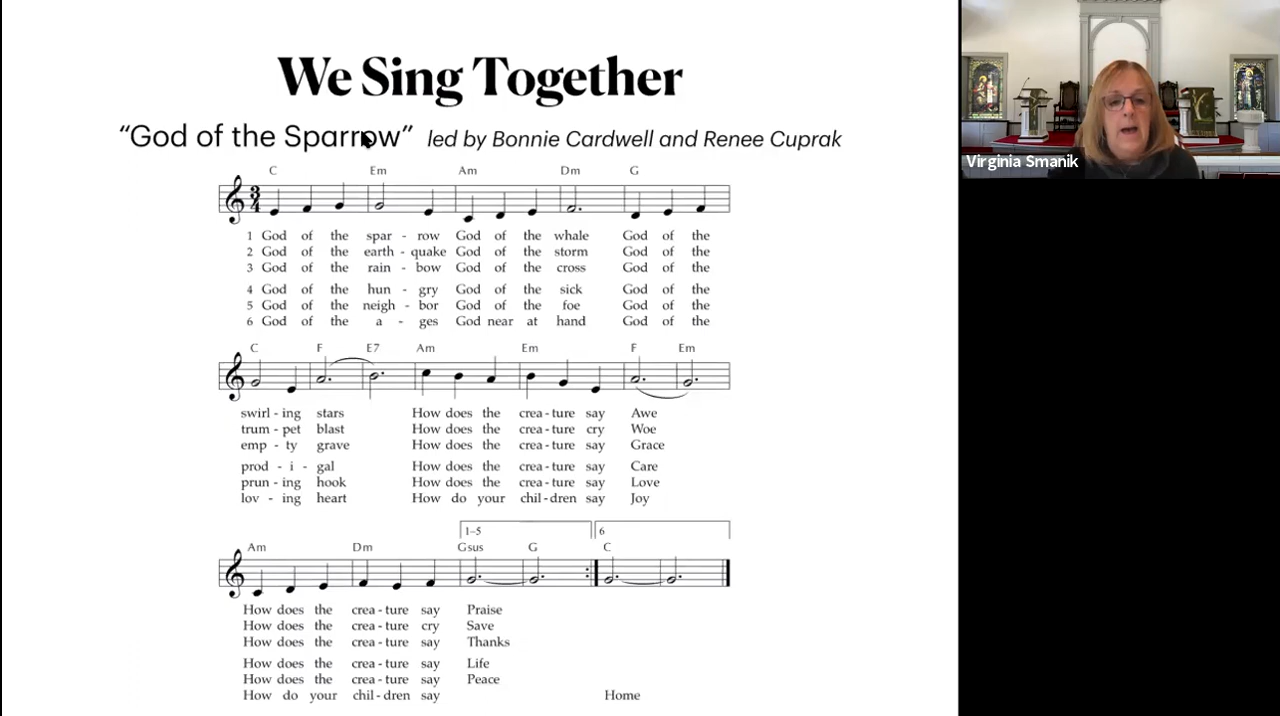 We Sing Together
“God of the Sparrow” led by Bonnie Cardwell and Renee Cuprak
C Em Am Dm G
3
4
1 God of the spar - row God of the whale God of the
2 God of the earth - quake God of the storm God of the
3 God of the rain - bow God of the cross God of the
4 God of the hun - gry God of the sick God of the
5 God of the neigh - bor God of the foe God of the
6 God of the a - ges God near at hand God of the
C F E7 Am Em F Em
swirl - ing stars How does the crea - ture say Awe
trum - pet blast How does the crea - ture cry Woe
emp - ty grave How does the crea - ture say Grace
prod - i - gal How does the crea - ture say Care
prun - ing hook How does the crea - ture say Love
lov - ing heart How do your chil - dren say Joy
1–5 6
Am Dm Gsus G C
How does the crea - ture say Praise
How does the crea - ture cry Save
How does the crea - ture say Thanks
How does the crea - ture say Life
How does the crea - ture say Peace
How do your chil - dren say Home
Virginia Smanik